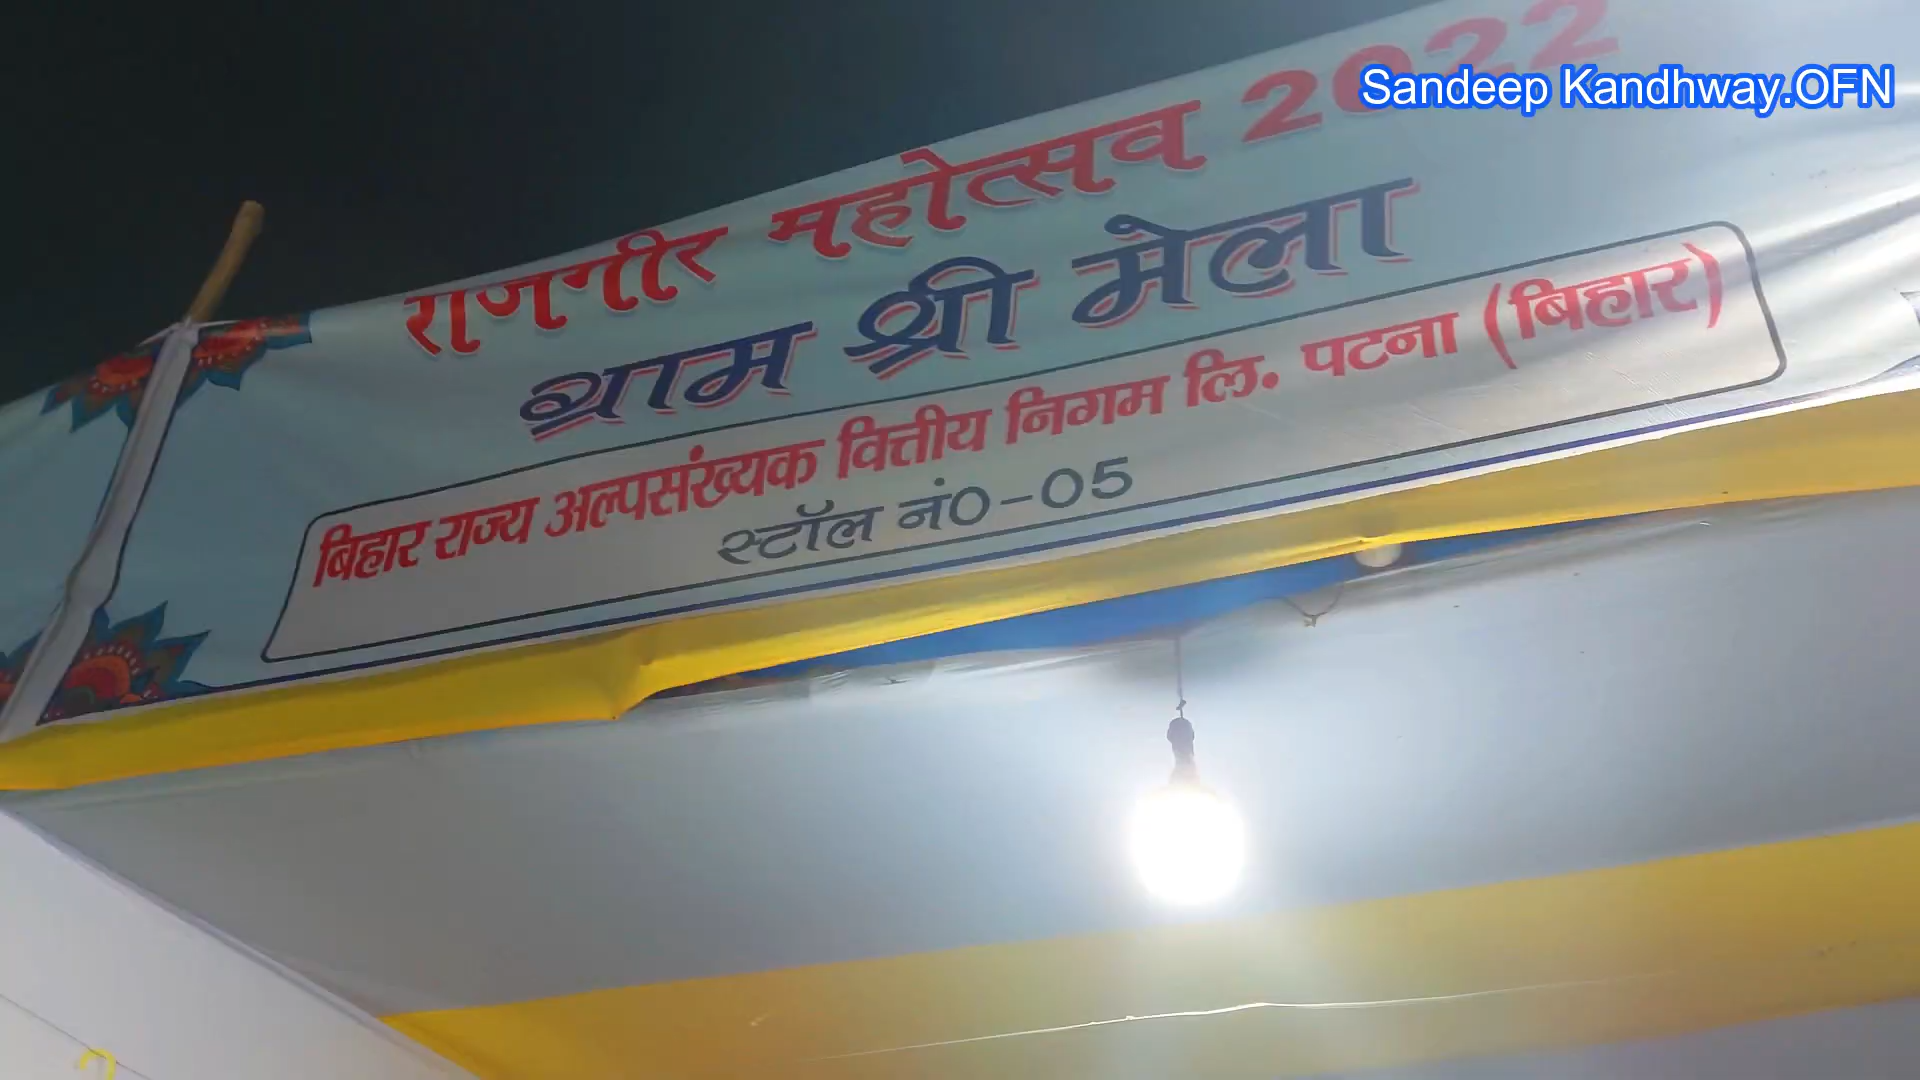 Sandeep Kandhway.OFN
राजगीर महोत्सव 2022
ग्राम श्री मेला
बिहार राज्य अल्पसंख्यक वित्तीय निगम लि. पटना (बिहार)
स्टॉल नं0-05